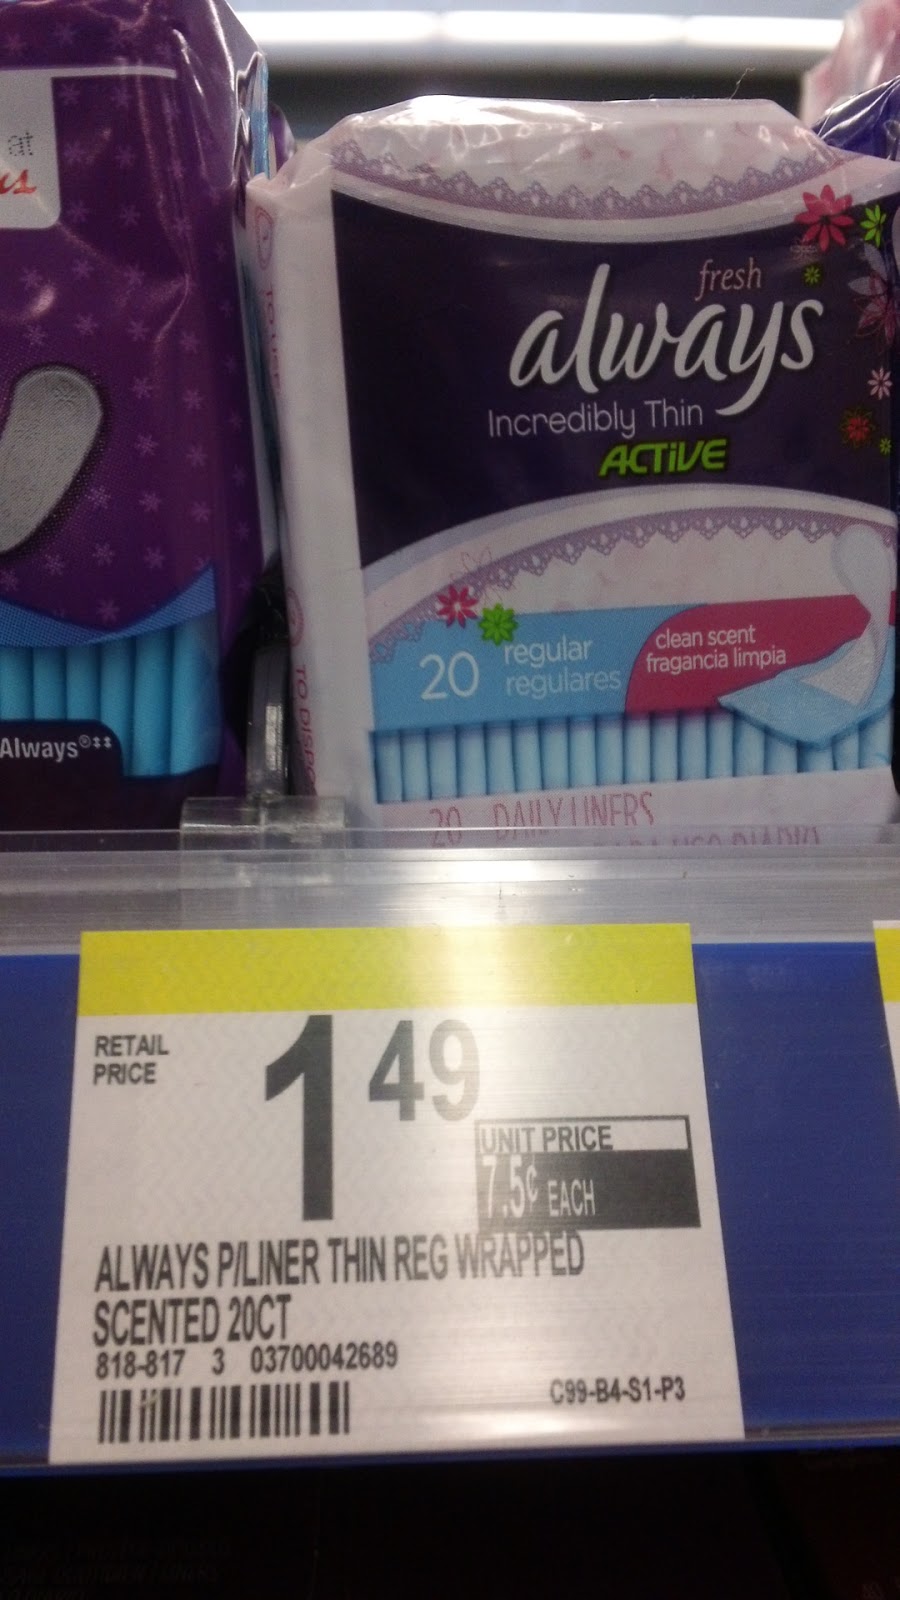 at
fresh
always
Incredibly Thin
ACTIVE
20 regular
regulares
clean scent
fragancia limpia
Always®‡‡
20 DAILY LINERS
RETAIL
PRICE
1 49
UNIT PRICE
7.5¢ EACH
ALWAYS P/LINER THIN REG WRAPPED
SCENTED 20CT
818-817 3 03700042689
C99-B4-S1-P3